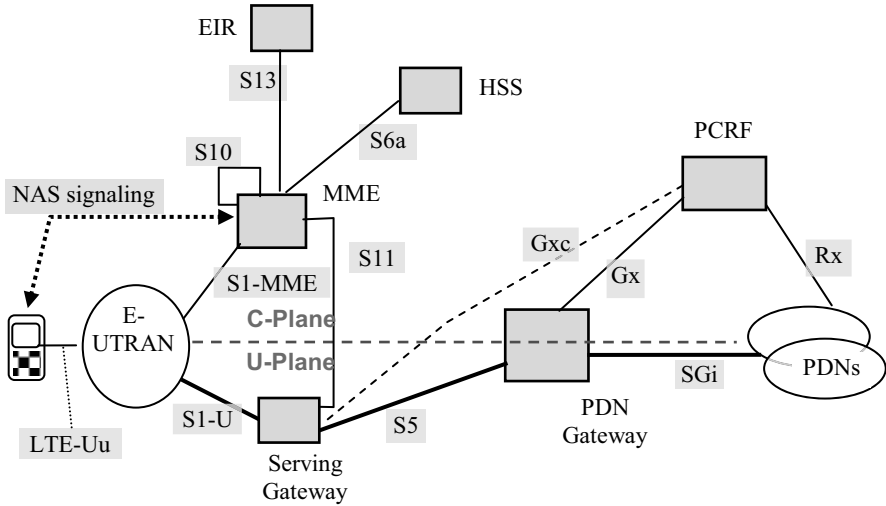 EIR
S13
HSS
S6a
PCRF
S10
NAS signaling
MME
Gxc
S11
Gx
Rx
S1-MME
E-
UTRAN
C-Plane
U-Plane
PDNs
SGi
S1-U
S5
PDN
Gateway
LTE-Uu
Serving
Gateway